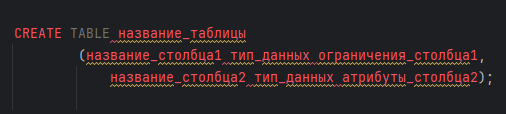 CREATE TABLE название_таблицы
(название_столбца1 тип_данных ограничения_столбца1,
название_столбца2 тип_данных атрибуты_столбца2);